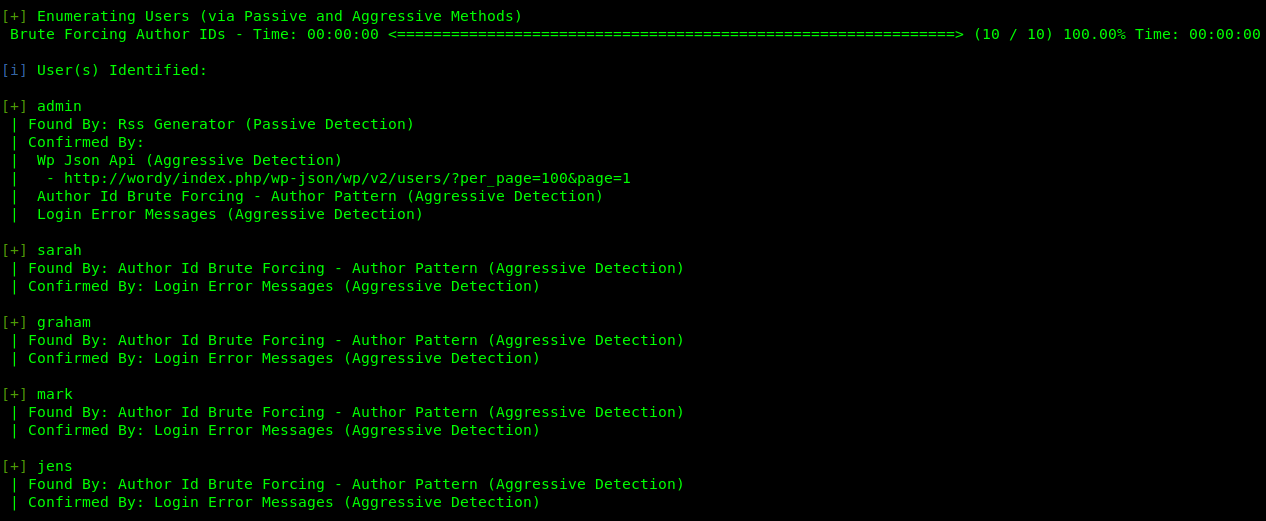 [+] Enumerating Users (via Passive and Aggressive Methods)
 Brute Forcing Author IDs - Time: 00:00:00 <==============================================================> (10 / 10) 100.00% Time: 00:00:00
[i] User(s) Identified:
[+] admin
 | Found By: Rss Generator (Passive Detection)
 | Confirmed By:
 |  Wp Json Api (Aggressive Detection)
 |   - http://wordy/index.php/wp-json/wp/v2/users/?per_page=100&page=1
 |  Author Id Brute Forcing - Author Pattern (Aggressive Detection)
 |  Login Error Messages (Aggressive Detection)
[+] sarah
 | Found By: Author Id Brute Forcing - Author Pattern (Aggressive Detection)
 | Confirmed By: Login Error Messages (Aggressive Detection)
[+] graham
 | Found By: Author Id Brute Forcing - Author Pattern (Aggressive Detection)
 | Confirmed By: Login Error Messages (Aggressive Detection)
[+] mark
 | Found By: Author Id Brute Forcing - Author Pattern (Aggressive Detection)
 | Confirmed By: Login Error Messages (Aggressive Detection)
[+] jens
 | Found By: Author Id Brute Forcing - Author Pattern (Aggressive Detection)
 | Confirmed By: Login Error Messages (Aggressive Detection)